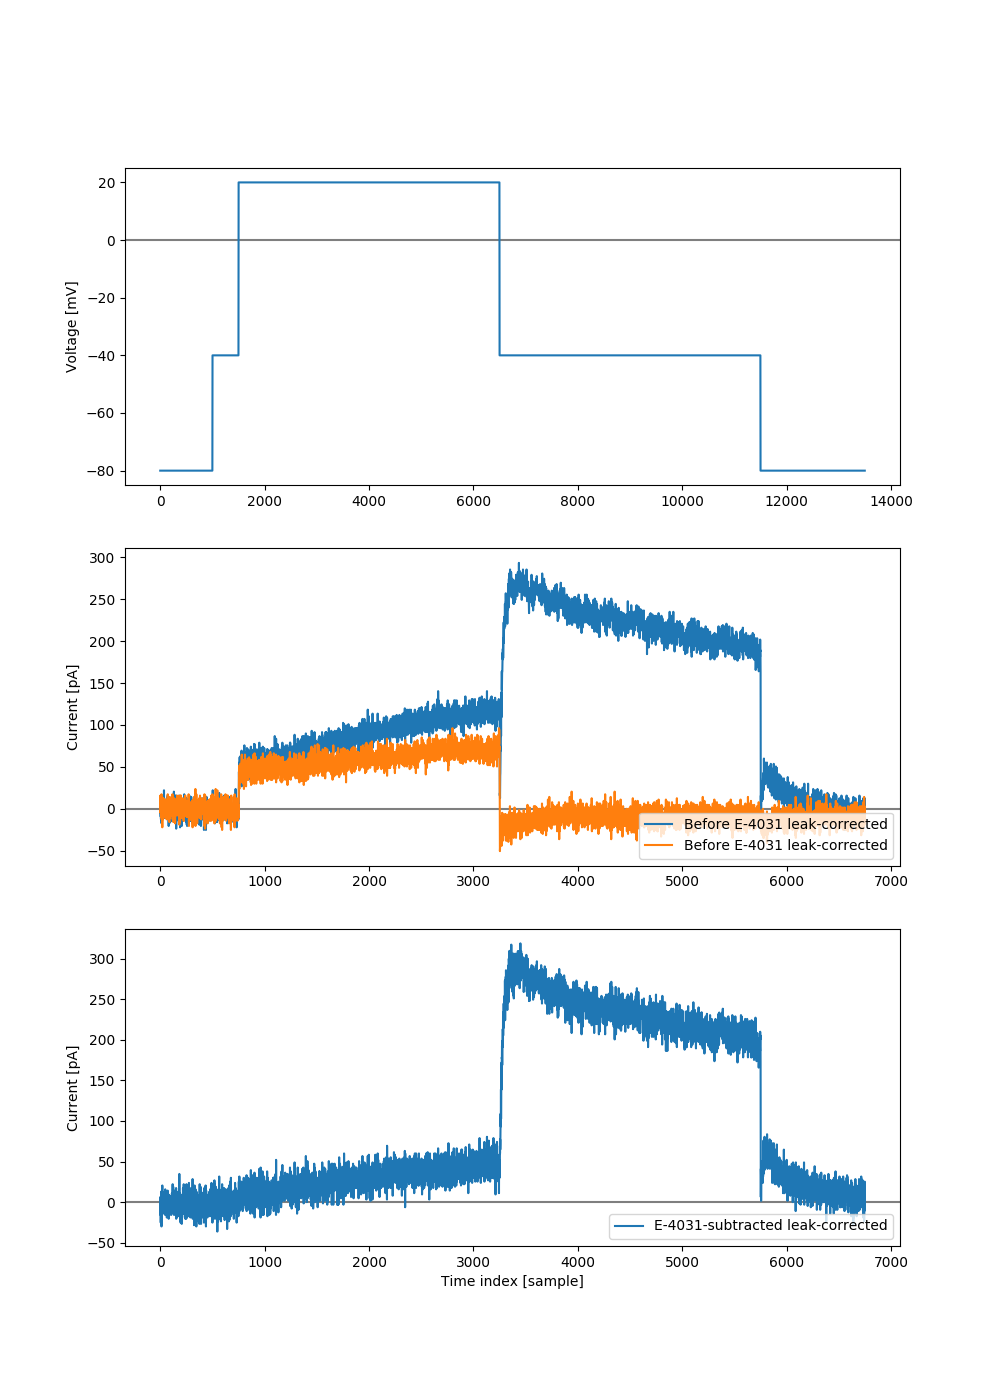 20
0
−20
−40
−60
−80
Voltage [mV]
0 2000 4000 6000 8000 10000 12000 14000
300
250
200
150
100
50
0
−50
Current [pA]
Before E-4031 leak-corrected
Before E-4031 leak-corrected
0 1000 2000 3000 4000 5000 6000 7000
300
250
200
150
100
50
0
−50
Current [pA]
E-4031-subtracted leak-corrected
0 1000 2000 3000 4000 5000 6000 7000
Time index [sample]